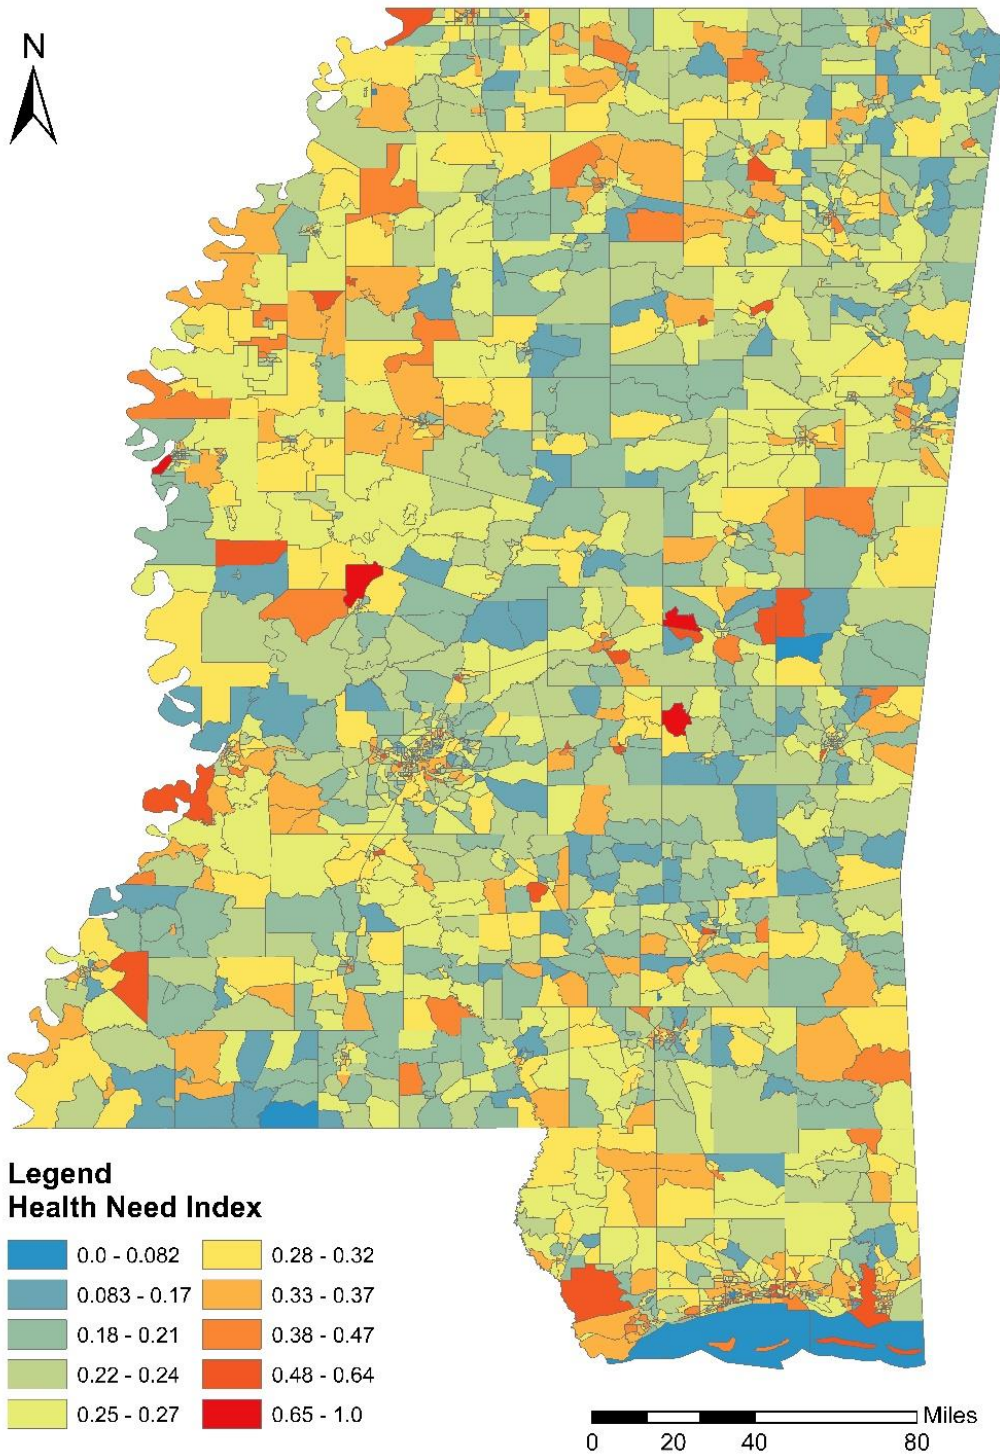 N
Legend
Health Need Index
0.0 - 0.082 0.28 - 0.32
0.083 - 0.17 0.33 - 0.37
0.18 - 0.21 0.38 - 0.47
0.22 - 0.24 0.48 - 0.64
0.25 - 0.27 0.65 - 1.0
Miles
0 20 40 80